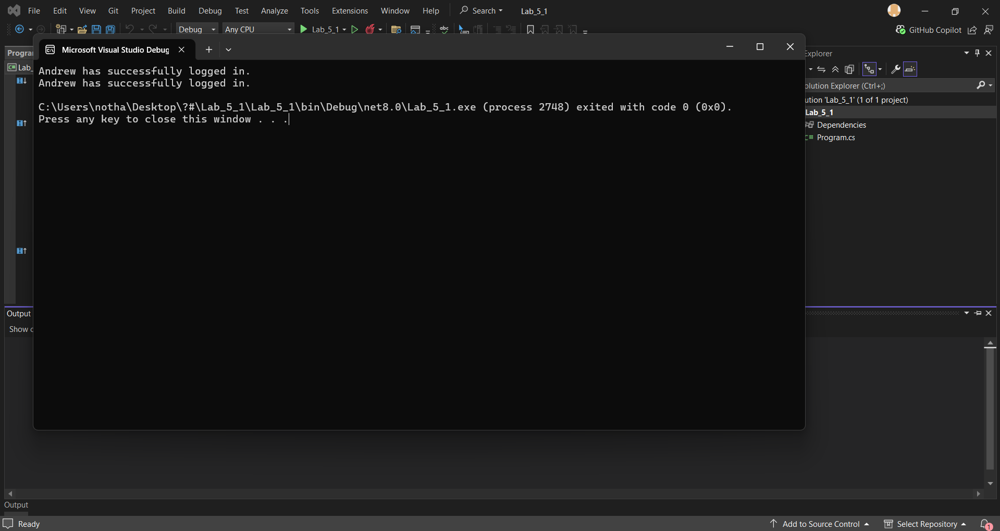 File Edit View Git Project Build Debug Test Analyze Tools Extensions Window Help Search Lab_5_1
Debug Any CPU Lab_5_1 abc GitHub Copilot
Microsoft Visual Studio Debug
Andrew has successfully logged in.
Andrew has successfully logged in.
C:\Users\notha\Desktop\?#\Lab_5_1\Lab_5_1\bin\Debug\net8.0\Lab_5_1.exe (process 2748) exited with code 0 (0x0).
Press any key to close this window . . .
Progra
C# Lab_
Explorer
olution Explorer (Ctrl+;)
ution 'Lab_5_1' (1 of 1 project)
Lab_5_1
Dependencies
C# Program.cs
Output
Show o
Output
Ready Add to Source Control Select Repository 1